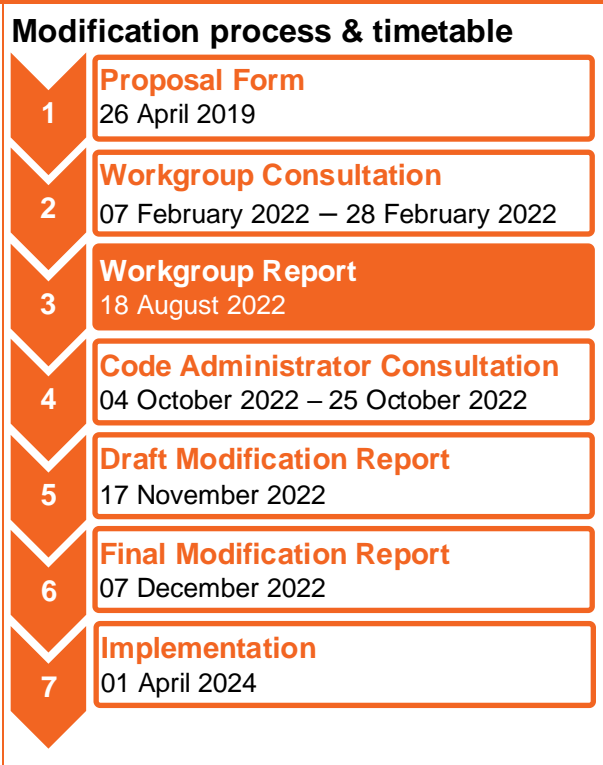 Modification process & timetable
1
Proposal Form
26 April 2019
2
Workgroup Consultation
07 February 2022 – 28 February 2022
3
Workgroup Report
18 August 2022
4
Code Administrator Consultation
04 October 2022 – 25 October 2022
5
Draft Modification Report
17 November 2022
6
Final Modification Report
07 December 2022
7
Implementation
01 April 2024